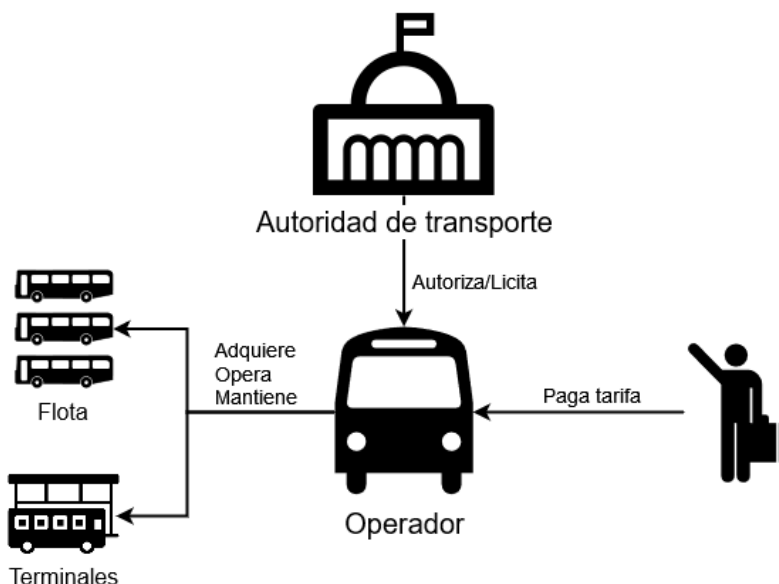 Autoridad de transporte
Autoriza/Licita
Adquiere
Opera
Mantiene
Paga tarifa
Flota
Operador
Terminales